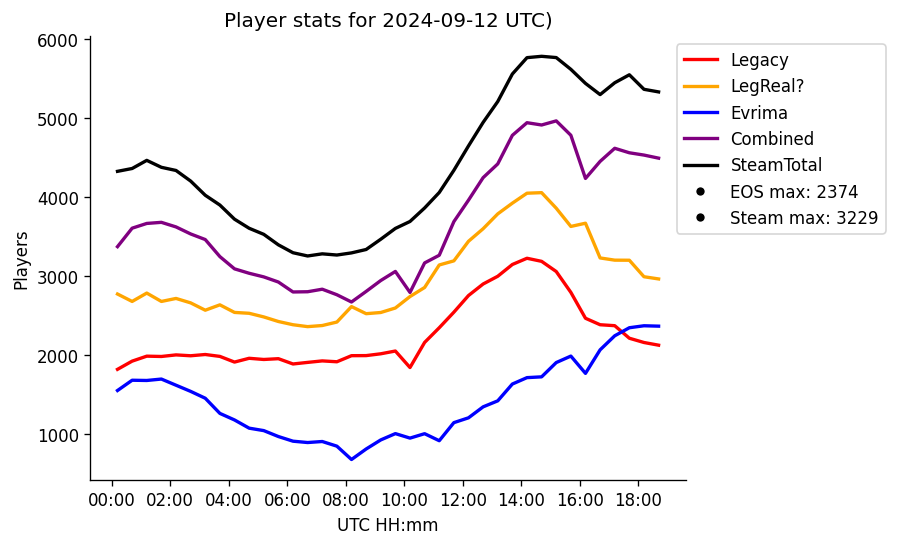 Player stats for 2024-09-12 UTC)
6000
5000
4000
3000
2000
1000
Players
00:00 02:00 04:00 06:00 08:00 10:00 12:00 14:00 16:00 18:00
UTC HH:mm
Legacy
LegReal?
Evrima
Combined
SteamTotal
EOS max: 2374
Steam max: 3229